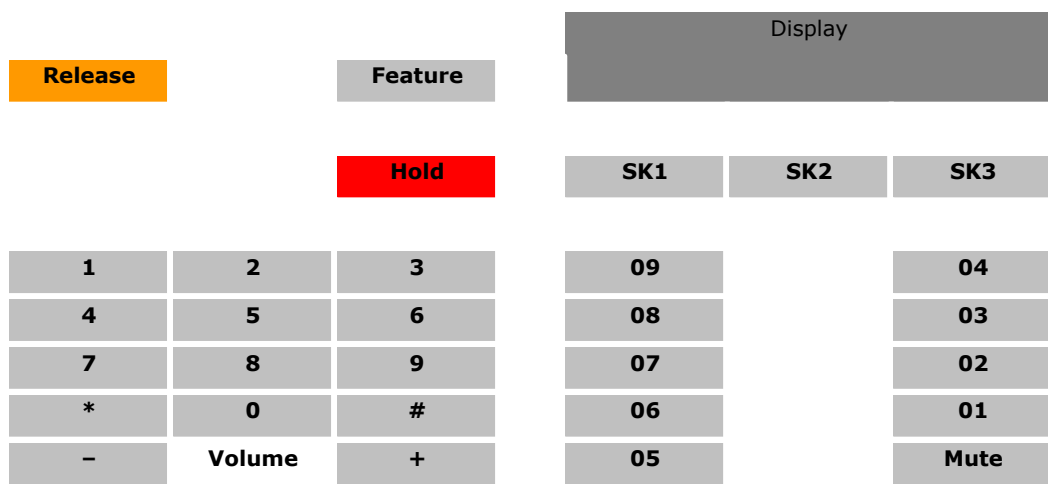 Display
Release Feature
Hold SK1 SK2 SK3
1 2 3 09 04
4 5 6 08 03
7 8 9 07 02
* 0 # 06 01
– Volume + 05 Mute